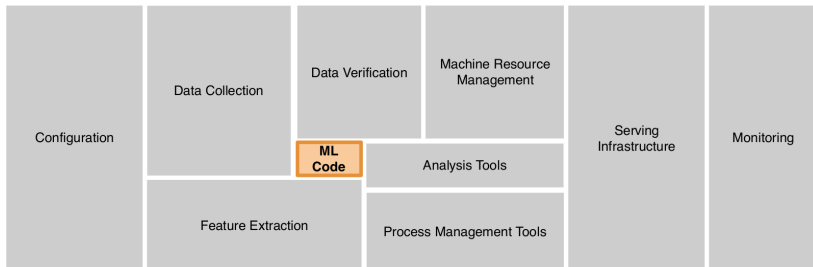 Configuration
Data Collection
Data Verification
Machine Resource
Management
ML
Code
Analysis Tools
Feature Extraction
Process Management Tools
Serving
Infrastructure
Monitoring